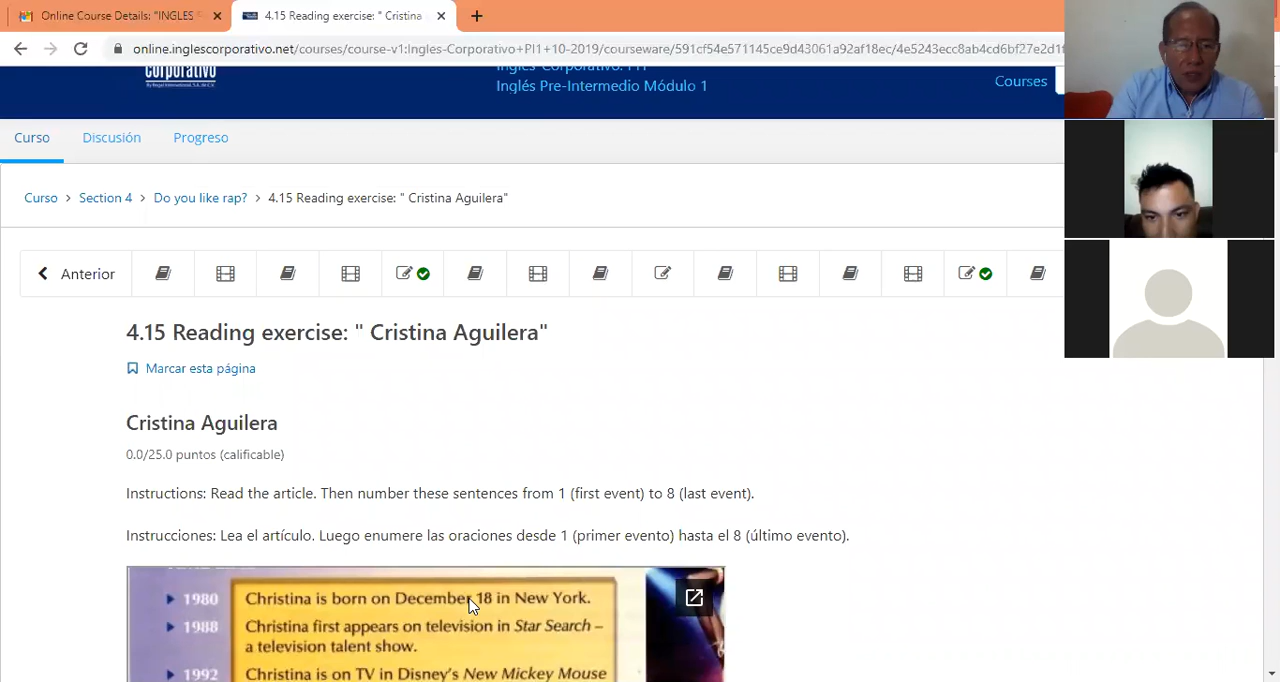 Online Course Details: "INGLES
4.15 Reading exercise: " Cristina
online.inglescorporativo.net/courses/course-v1:Ingles-Corporativo+PI1+10-2019/courseware/591cf54e571145ce9d43061a92af18ec/4e5243ecc8ab4cd6bf27e2d1
corporativo
Inglés Pre-Intermedio Módulo 1
Courses
Curso
Discusión
Progreso
Curso > Section 4 > Do you like rap? > 4.15 Reading exercise: " Cristina Aguilera"
Anterior
4.15 Reading exercise: " Cristina Aguilera"
Marcar esta página
Cristina Aguilera
0.0/25.0 puntos (calificable)
Instructions: Read the article. Then number these sentences from 1 (first event) to 8 (last event).
Instrucciones: Lea el artículo. Luego enumere las oraciones desde 1 (primer evento) hasta el 8 (último evento).
1980 Christina is born on December 18 in New York.
1988 Christina first appears on television in Star Search –
a television talent show.
1992 Christina is on TV in Disney's New Mickey Mouse